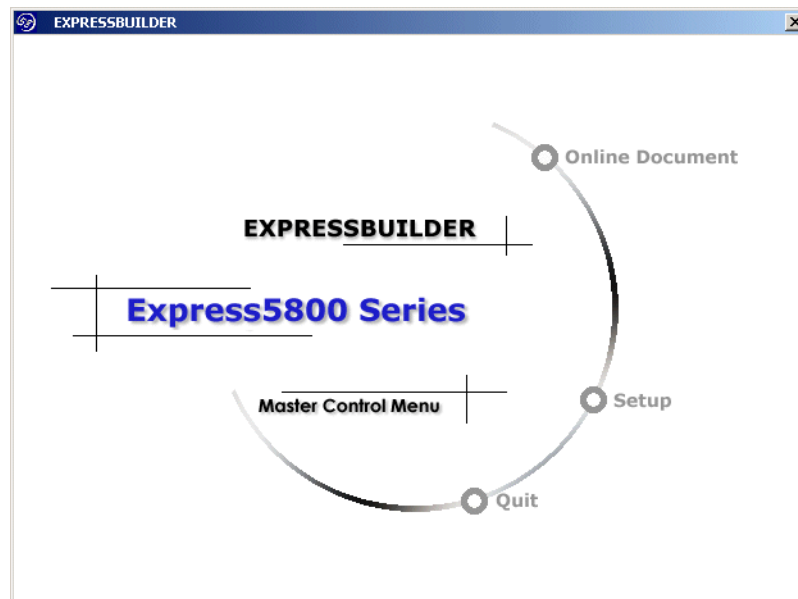 EXPRESSBUILDER
Online Document
EXPRESSBUILDER
Express5800 Series
Master Control Menu
Setup
Quit